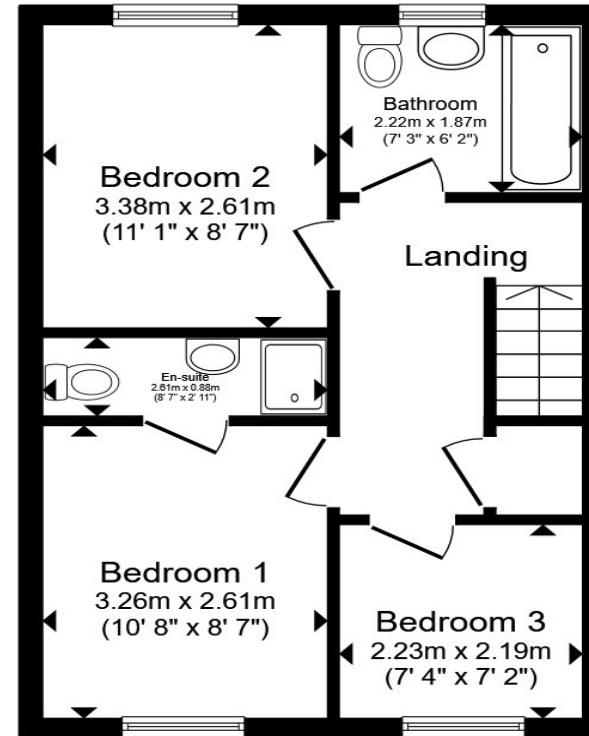 Bathroom
2.22m x 1.87m
(7' 3" x 6' 2")
Bedroom 2
3.38m x 2.61m
(11' 1" x 8' 7")
Landing
En-suite
2.61m x 0.88m
(8' 7" x 2' 11")
Bedroom 1
3.26m x 2.61m
(10' 8" x 8' 7")
Bedroom 3
2.23m x 2.19m
(7' 4" x 7' 2")